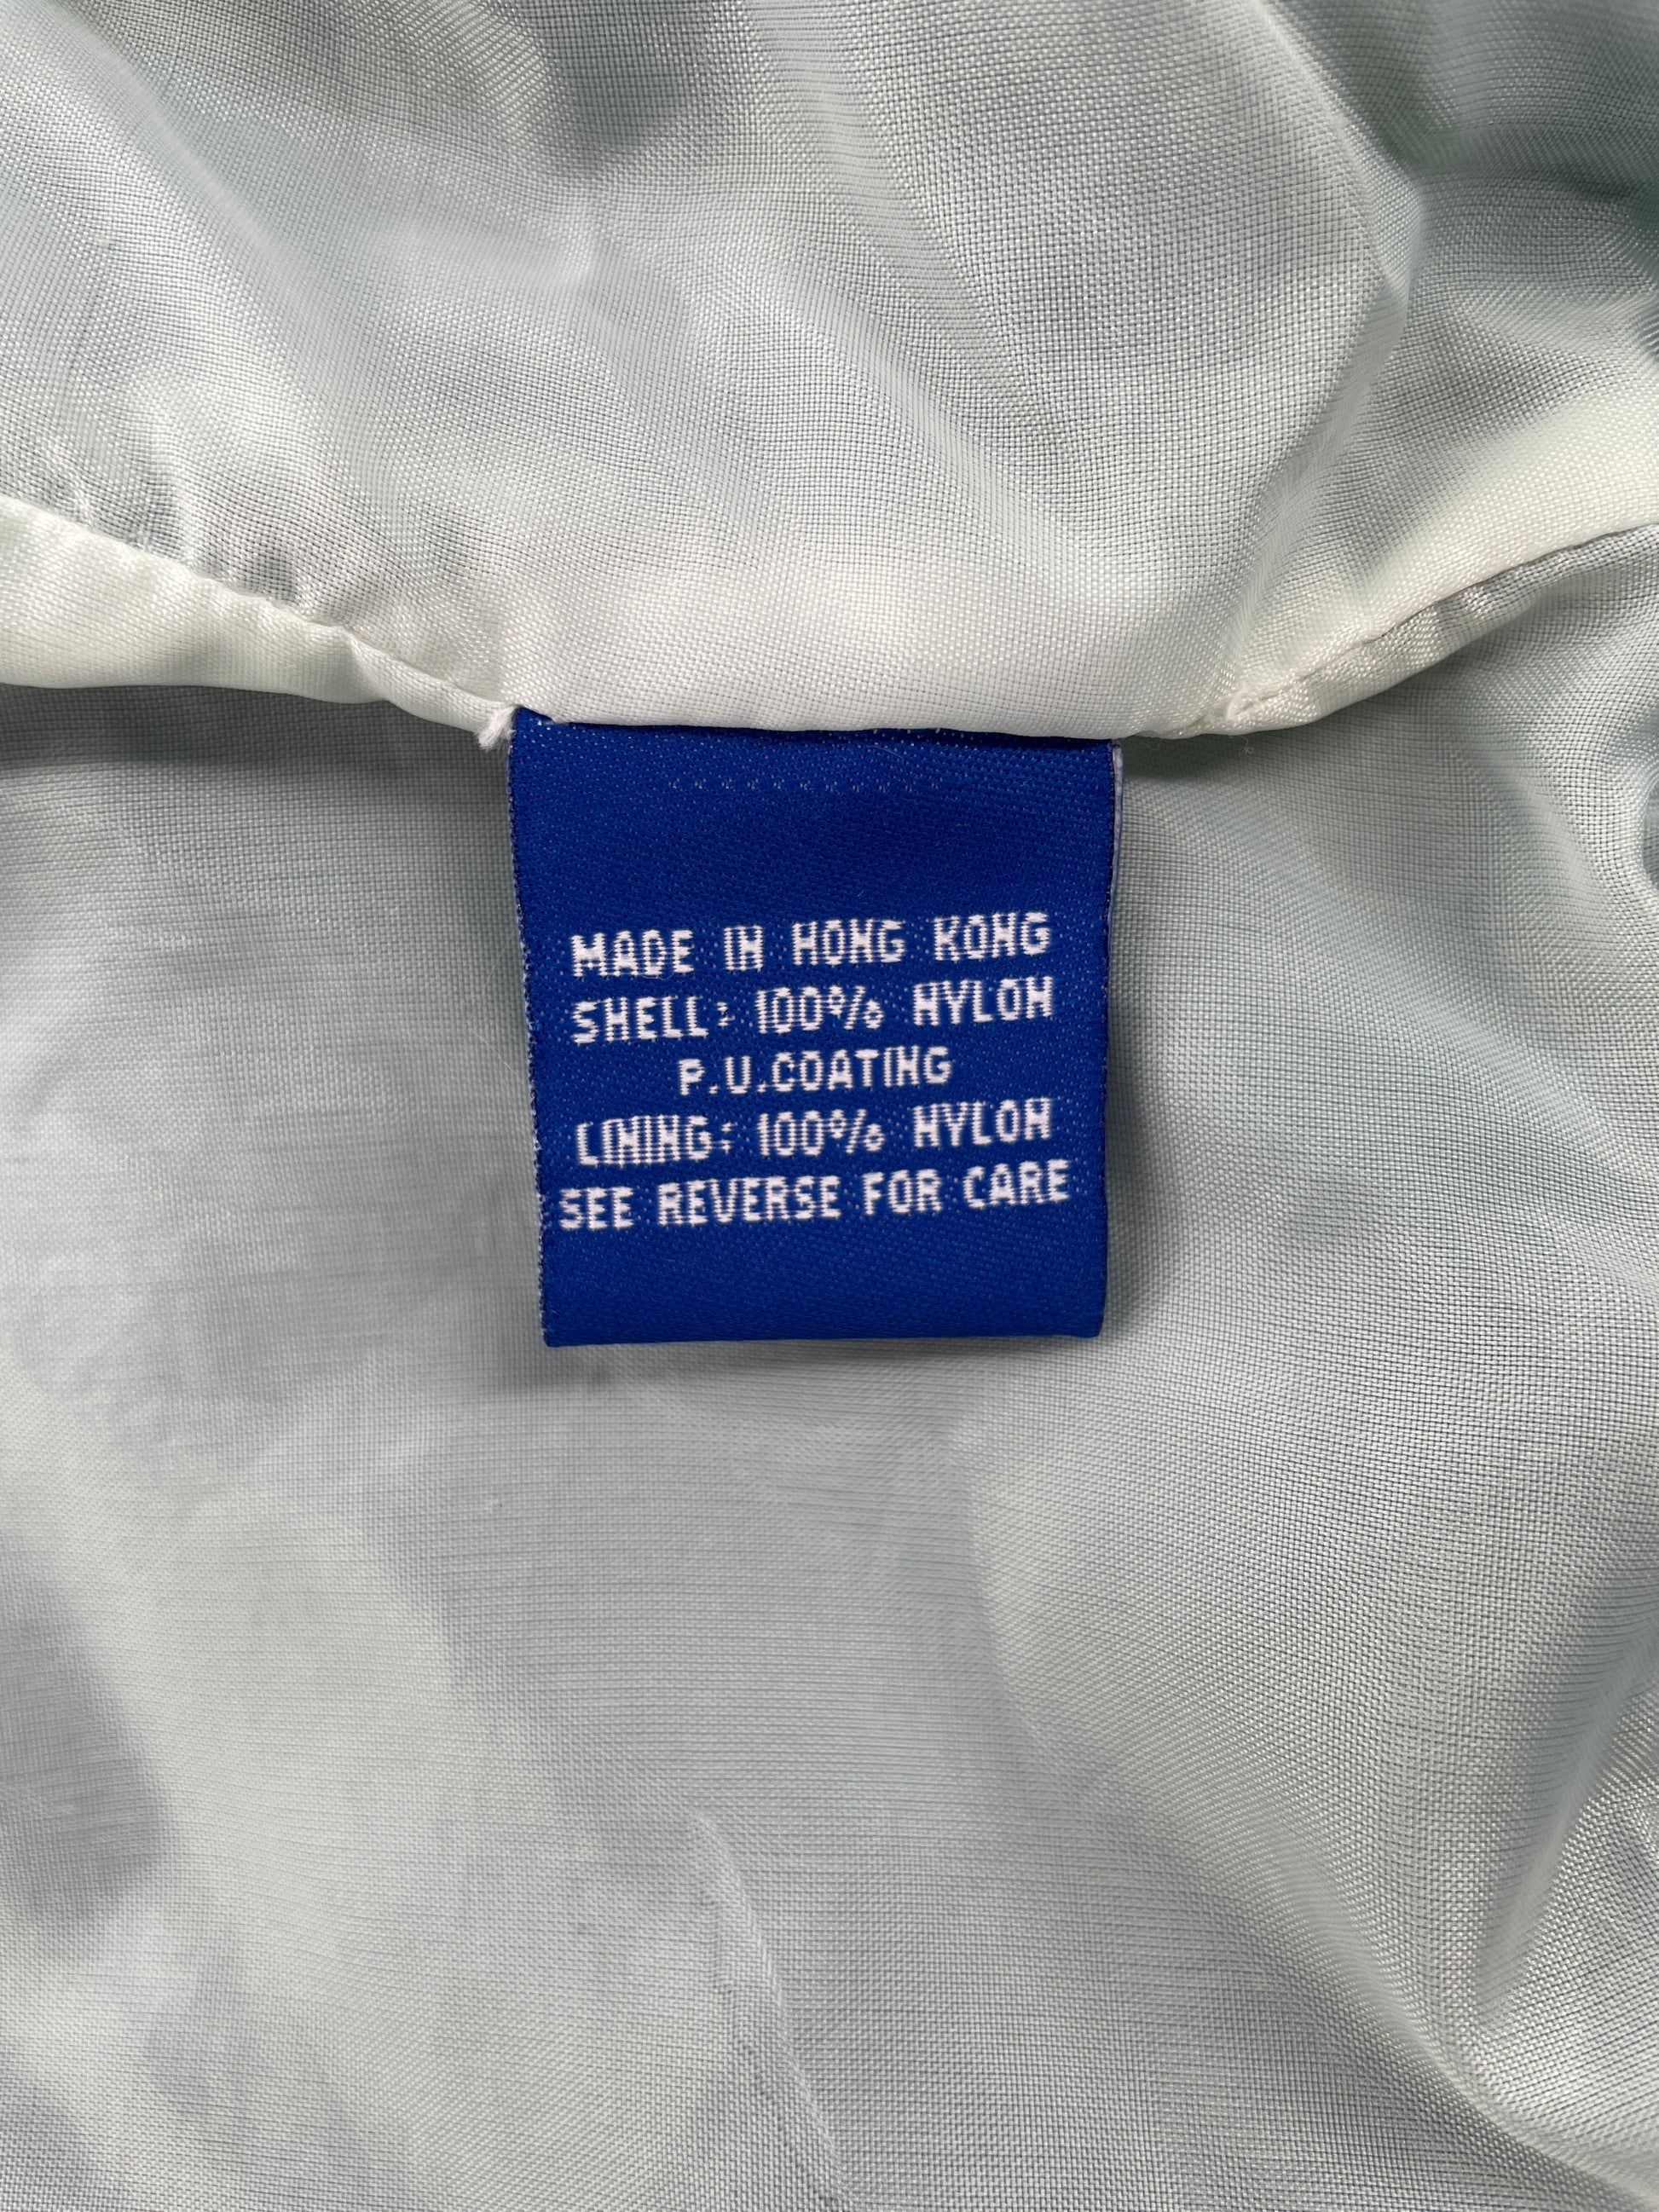 MADE IN HONG KONG
SHELL: 100% NYLON
P.U.COATING
LINING: 100% NYLON
SEE REVERSE FOR CARE